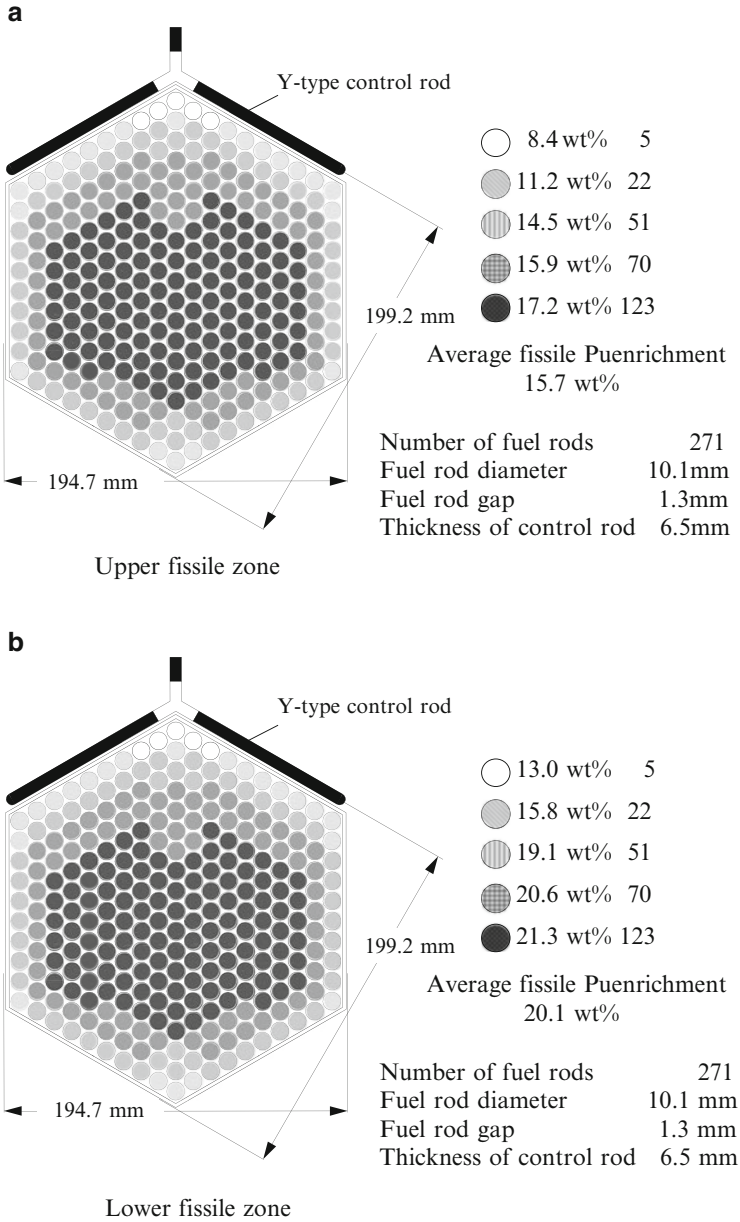 a
Y-type control rod
8.4 wt% 5
11.2 wt% 22
14.5 wt% 51
15.9 wt% 70
17.2 wt% 123
199.2 mm
Average fissile Puenrichment
15.7 wt%
Number of fuel rods 271
Fuel rod diameter 10.1mm
Fuel rod gap 1.3mm
Thickness of control rod 6.5mm
194.7 mm
Upper fissile zone
b
Y-type control rod
13.0 wt% 5
15.8 wt% 22
19.1 wt% 51
20.6 wt% 70
21.3 wt% 123
199.2 mm
Average fissile Puenrichment
20.1 wt%
Number of fuel rods 271
Fuel rod diameter 10.1 mm
Fuel rod gap 1.3 mm
Thickness of control rod 6.5 mm
194.7 mm
Lower fissile zone